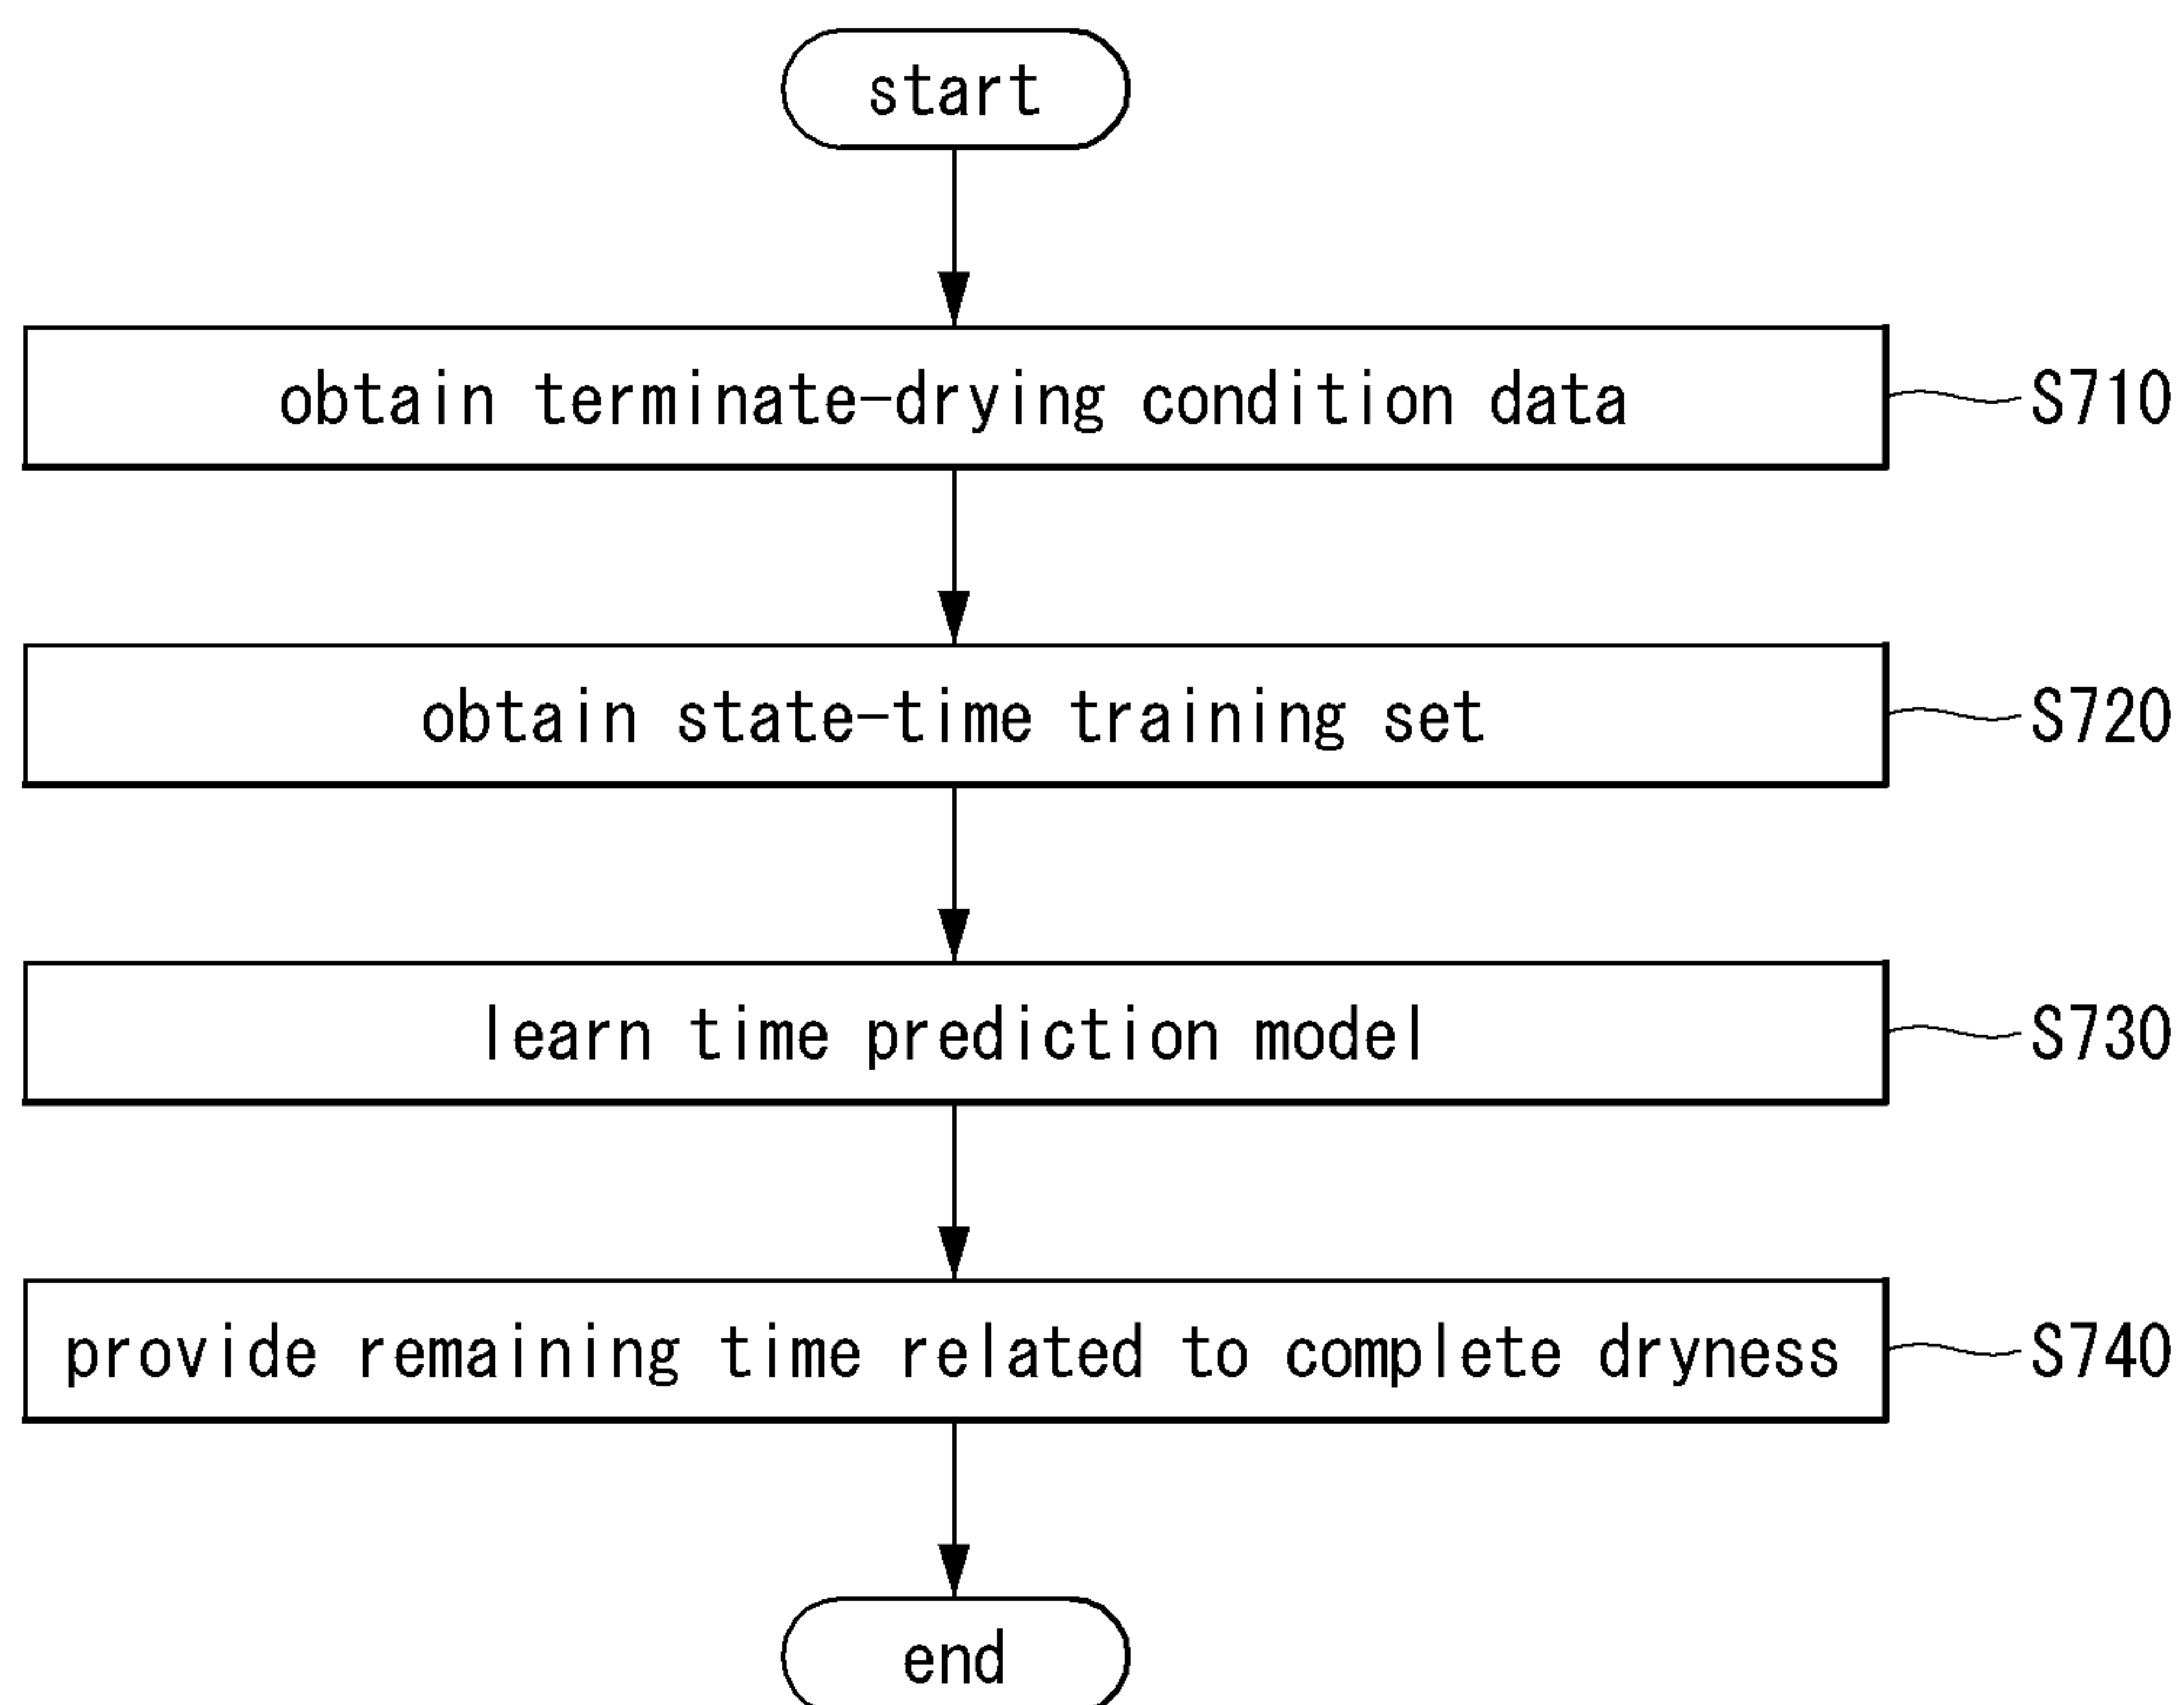 start
obtain terminate-drying condition data
S710
obtain state-time training set
S720
learn time prediction model
S730
provide remaining time related to complete dryness
S740
end